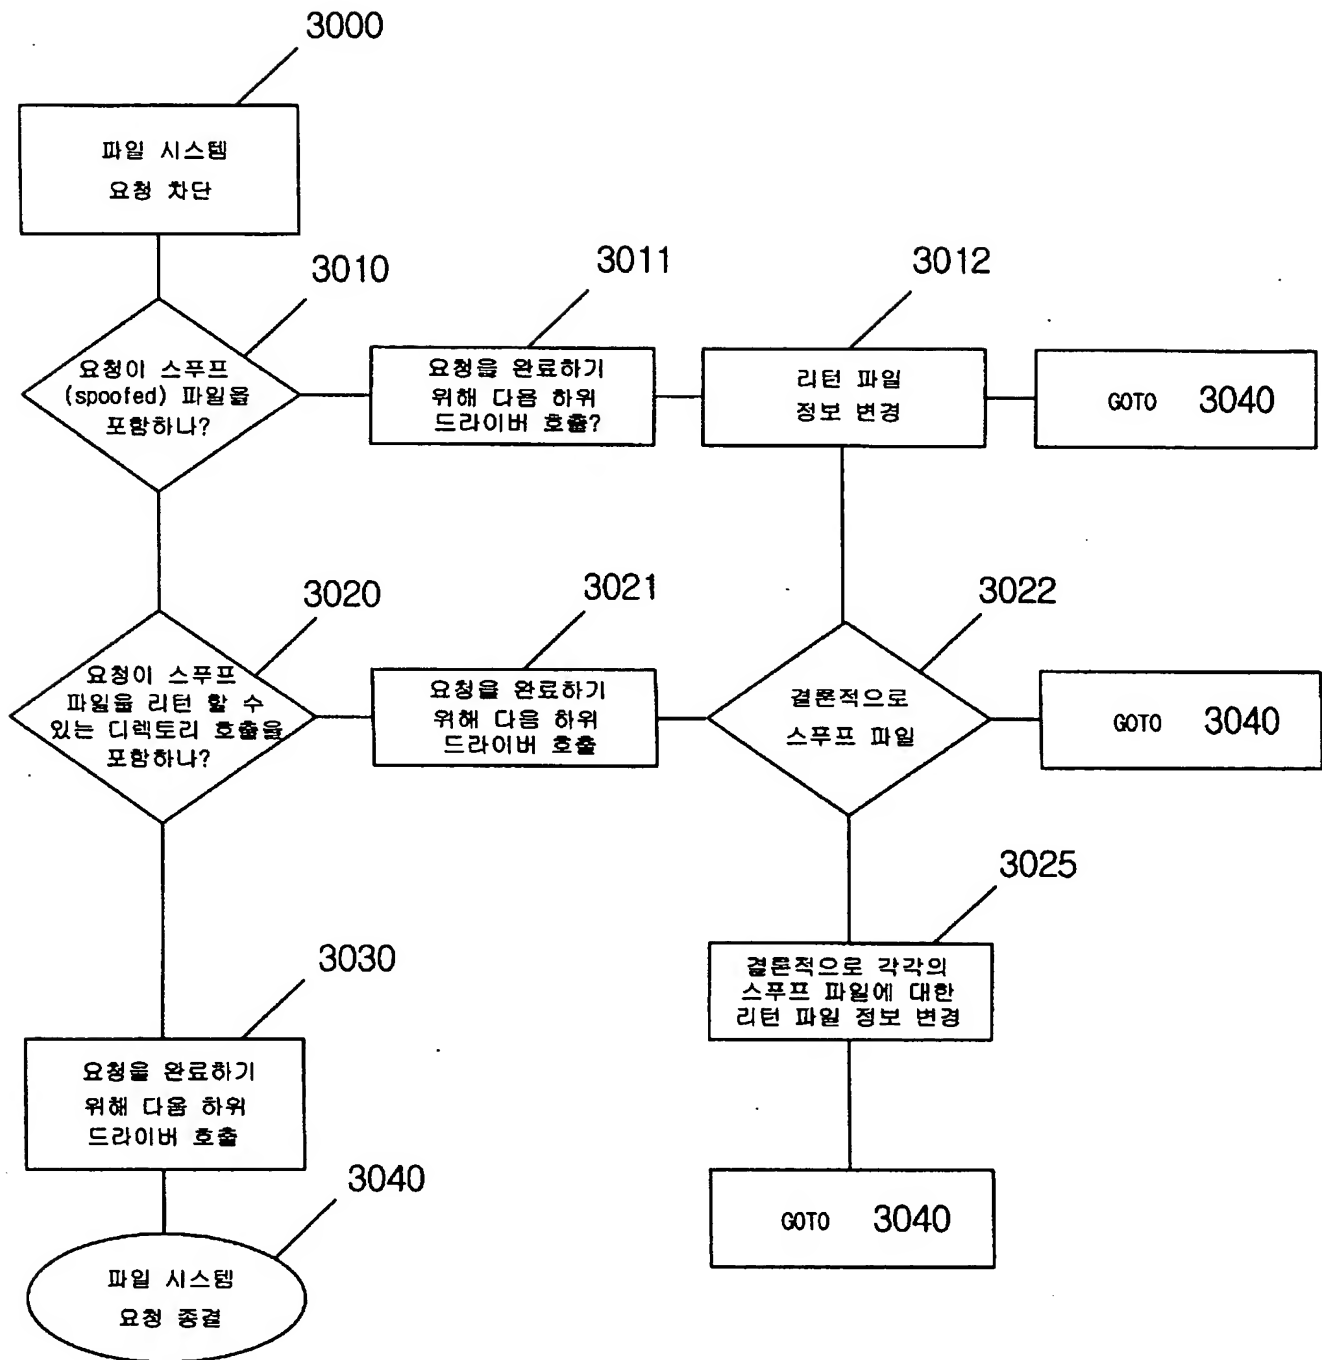 3000
파일 시스템
요청 차단
3010
요청이 스푸프
(spoofed) 파일을
포함하나?
3011
요청을 완료하기
위해 다음 하위
드라이버 호출?
3012
리턴 파일
정보 변경
GOTO 3040
3020
요청이 스푸프
파일을 리턴 할 수
있는 디렉토리 호출을
포함하나?
3021
요청을 완료하기
위해 다음 하위
드라이버 호출
3022
결론적으로
스푸프 파일
GOTO 3040
3025
결론적으로 각각의
스푸프 파일에 대한
리턴 파일 정보 변경
GOTO 3040
3030
요청을 완료하기
위해 다음 하위
드라이버 호출
3040
파일 시스템
요청 종결